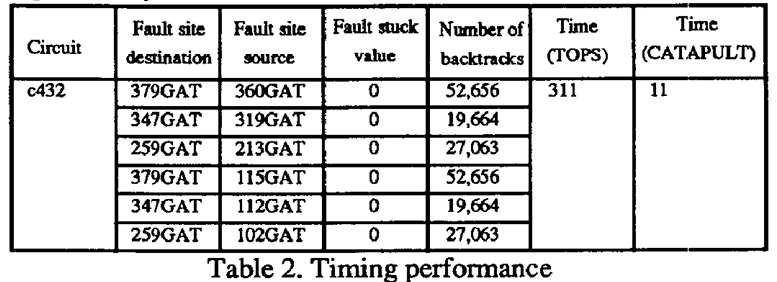 Circuit Fault site destination Fault site source Fault stuck value Number of backtracks Time (TOPS) Time (CATAPULT)
c432 379GAT 360GAT 0 52,656 311 11
347GAT 319GAT 0 19,664
259GAT 213GAT 0 27,063
379GAT 115GAT 0 52,656
347GAT 112GAT 0 19,664
259GAT 102GAT 0 27,063
Table 2. Timing performance